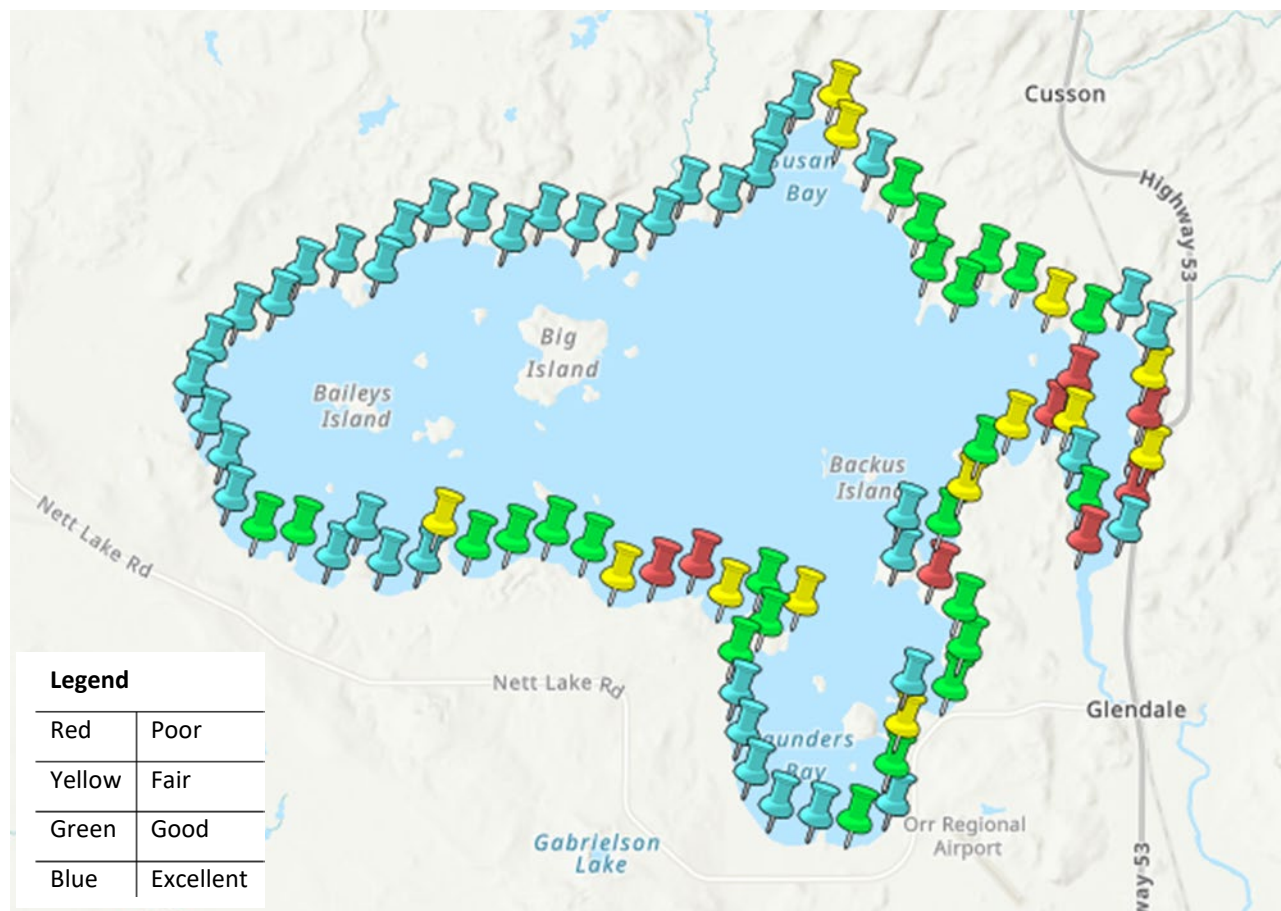 Cusson
Susan
Bay
Highway 53
Big
Island
Baileys
Island
Backus
Island
Nett Lake Rd
Nett Lake Rd
Glendale
Saunders
Bay
Orr Regional
Airport
Gabrielson
Lake
way 53
Legend
Red Poor
Yellow Fair
Green Good
Blue Excellent